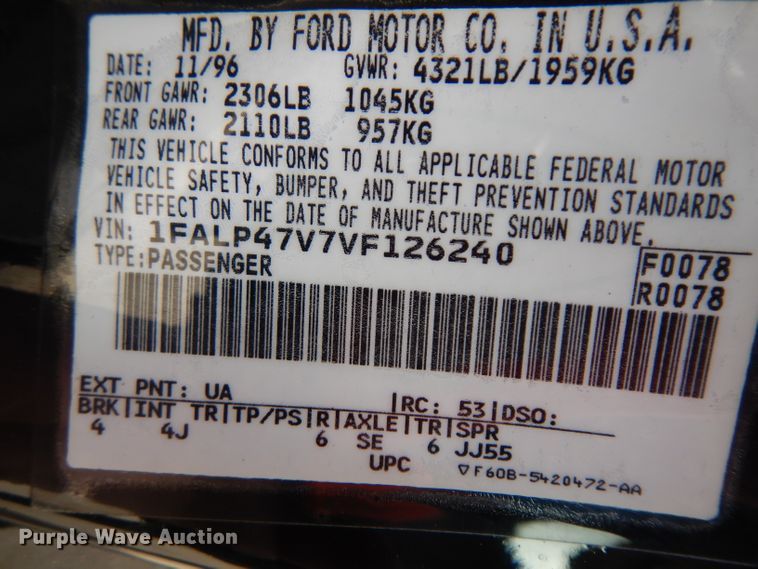 MFD. BY FORD MOTOR CO. IN U.S.A.
DATE: 11/96 GVWR: 4321LB/1959KG
FRONT GAWR: 2306LB 1045KG
REAR GAWR: 2110LB 957KG
THIS VEHICLE CONFORMS TO ALL APPLICABLE FEDERAL MOTOR
VEHICLE SAFETY, BUMPER, AND THEFT PREVENTION STANDARDS
IN EFFECT ON THE DATE OF MANUFACTURE SHOWN ABOVE.
VIN: 1FALP47V7VF126240 F0078
TYPE:PASSENGER R0078
EXT PNT: UA |RC: 53|DSO:
BRK|INT TR|TP/PS|R|AXLE|TR|SPR
4 4J 6 SE 6 JJ55
UPC ▽F60B-5420472-AA
Purple Wave Auction